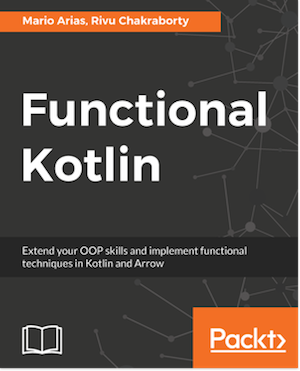 Mario Arias, Rivu Chakraborty
Functional
Kotlin
Extend your OOP skills and implement functional
techniques in Kotlin and Arrow
Packt>